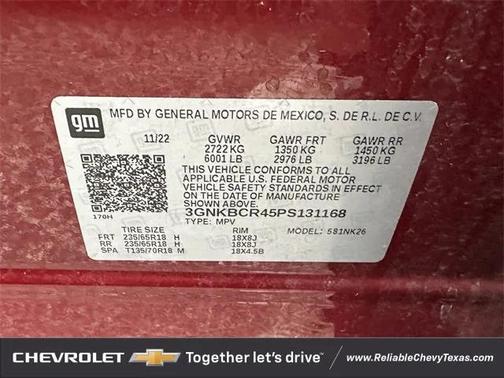 gm
MFD BY GENERAL MOTORS DE MEXICO, S. DE R.L. DE C.V.
11/22 GVWR GAWR FRT GAWR RR
2722 KG 1350 KG 1450 KG
6001 LB 2976 LB 3196 LB
THIS VEHICLE CONFORMS TO ALL
APPLICABLE U.S. FEDERAL MOTOR
VEHICLE SAFETY STANDARDS IN EFFECT
ON THE DATE OF MANUFACTURE
SHOWN ABOVE.
170H 3GNKBCR45PS131168
TYPE: MPV MODEL: 581NK26
TIRE SIZE RIM
FRT 235/65R18 H 18X8J
RR 235/65R18 H 18X8J
SPA T135/70R18 M 18X4.5B
CHEVROLET Together let's drive™ www.ReliableChevyTexas.com